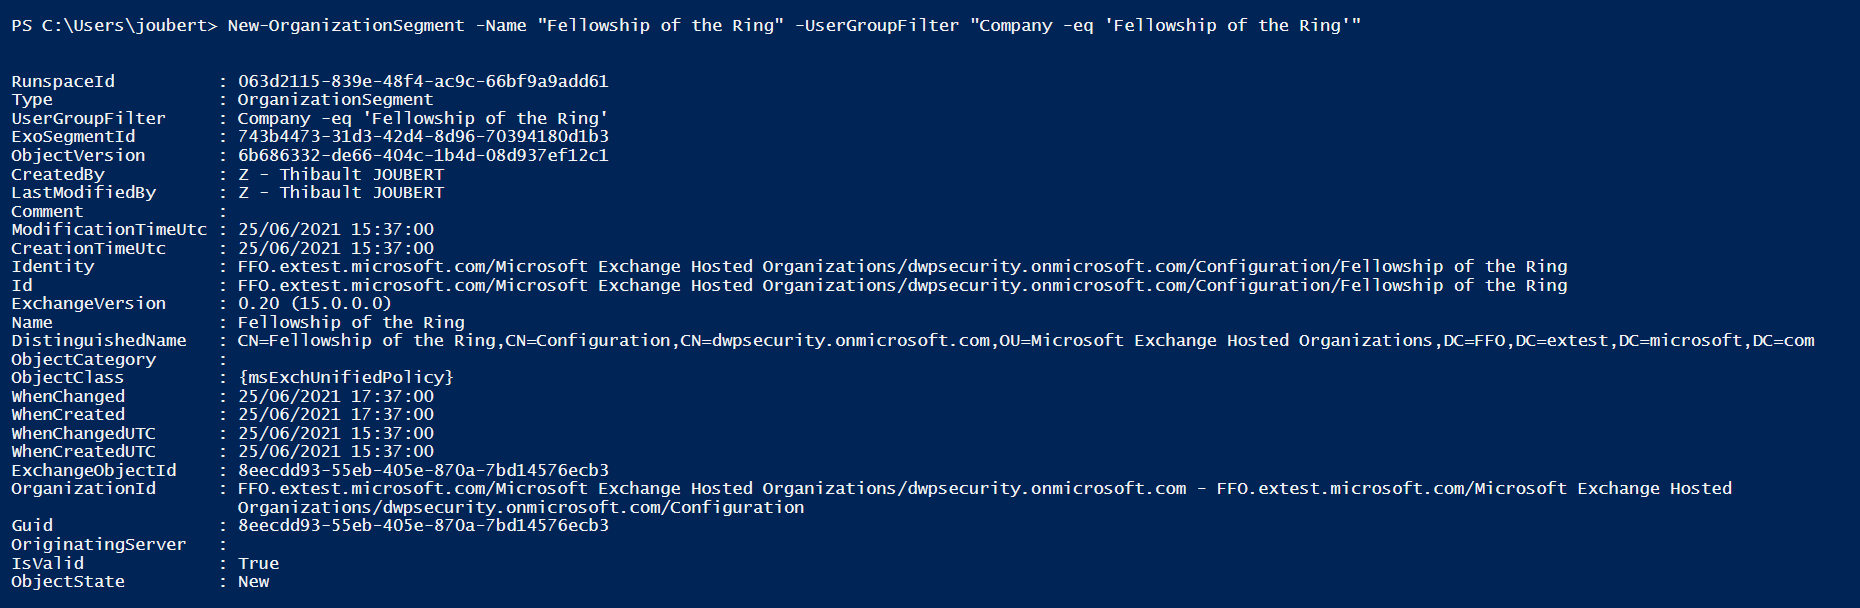 PS C:\Users\joubert> New-OrganizationSegment -Name "Fellowship of the Ring" -UserGroupFilter "Company -eq 'Fellowship of the Ring'"
RunspaceId : 063d2115-839e-48f4-ac9c-66bf9a9add61
Type : OrganizationSegment
UserGroupFilter : Company -eq 'Fellowship of the Ring'
ExoSegmentId : 743b4473-31d3-42d4-8d96-70394180d1b3
ObjectVersion : 6b686332-de66-404c-1b4d-08d937ef12c1
CreatedBy : Z - Thibault JOUBERT
LastModifiedBy : Z - Thibault JOUBERT
Comment :
ModificationTimeUtc : 25/06/2021 15:37:00
CreationTimeUtc : 25/06/2021 15:37:00
Identity : FFO.extest.microsoft.com/Microsoft Exchange Hosted Organizations/dwpsecurity.onmicrosoft.com/Configuration/Fellowship of the Ring
Id : FFO.extest.microsoft.com/Microsoft Exchange Hosted Organizations/dwpsecurity.onmicrosoft.com/Configuration/Fellowship of the Ring
ExchangeVersion : 0.20 (15.0.0.0)
Name : Fellowship of the Ring
DistinguishedName : CN=Fellowship of the Ring,CN=Configuration,CN=dwpsecurity.onmicrosoft.com,OU=Microsoft Exchange Hosted Organizations,DC=FFO,DC=extest,DC=microsoft,DC=com
ObjectCategory :
ObjectClass : {msExchUnifiedPolicy}
WhenChanged : 25/06/2021 17:37:00
WhenCreated : 25/06/2021 17:37:00
WhenChangedUTC : 25/06/2021 15:37:00
WhenCreatedUTC : 25/06/2021 15:37:00
ExchangeObjectId : 8eecdd93-55eb-405e-870a-7bd14576ecb3
OrganizationId : FFO.extest.microsoft.com/Microsoft Exchange Hosted Organizations/dwpsecurity.onmicrosoft.com - FFO.extest.microsoft.com/Microsoft Exchange Hosted
Organizations/dwpsecurity.onmicrosoft.com/Configuration
Guid : 8eecdd93-55eb-405e-870a-7bd14576ecb3
OriginatingServer :
IsValid : True
ObjectState : New